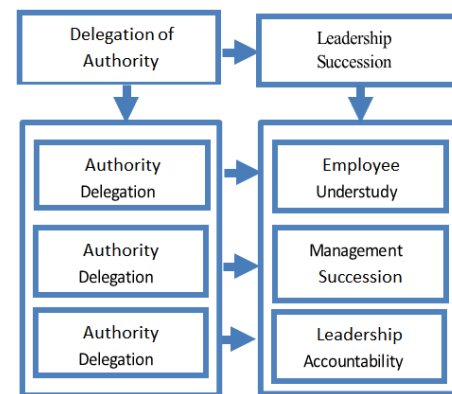 Delegation of
Authority
Leadership
Succession
Authority
Delegation
Employee
Understudy
Authority
Delegation
Management
Succession
Authority
Delegation
Leadership
Accountability